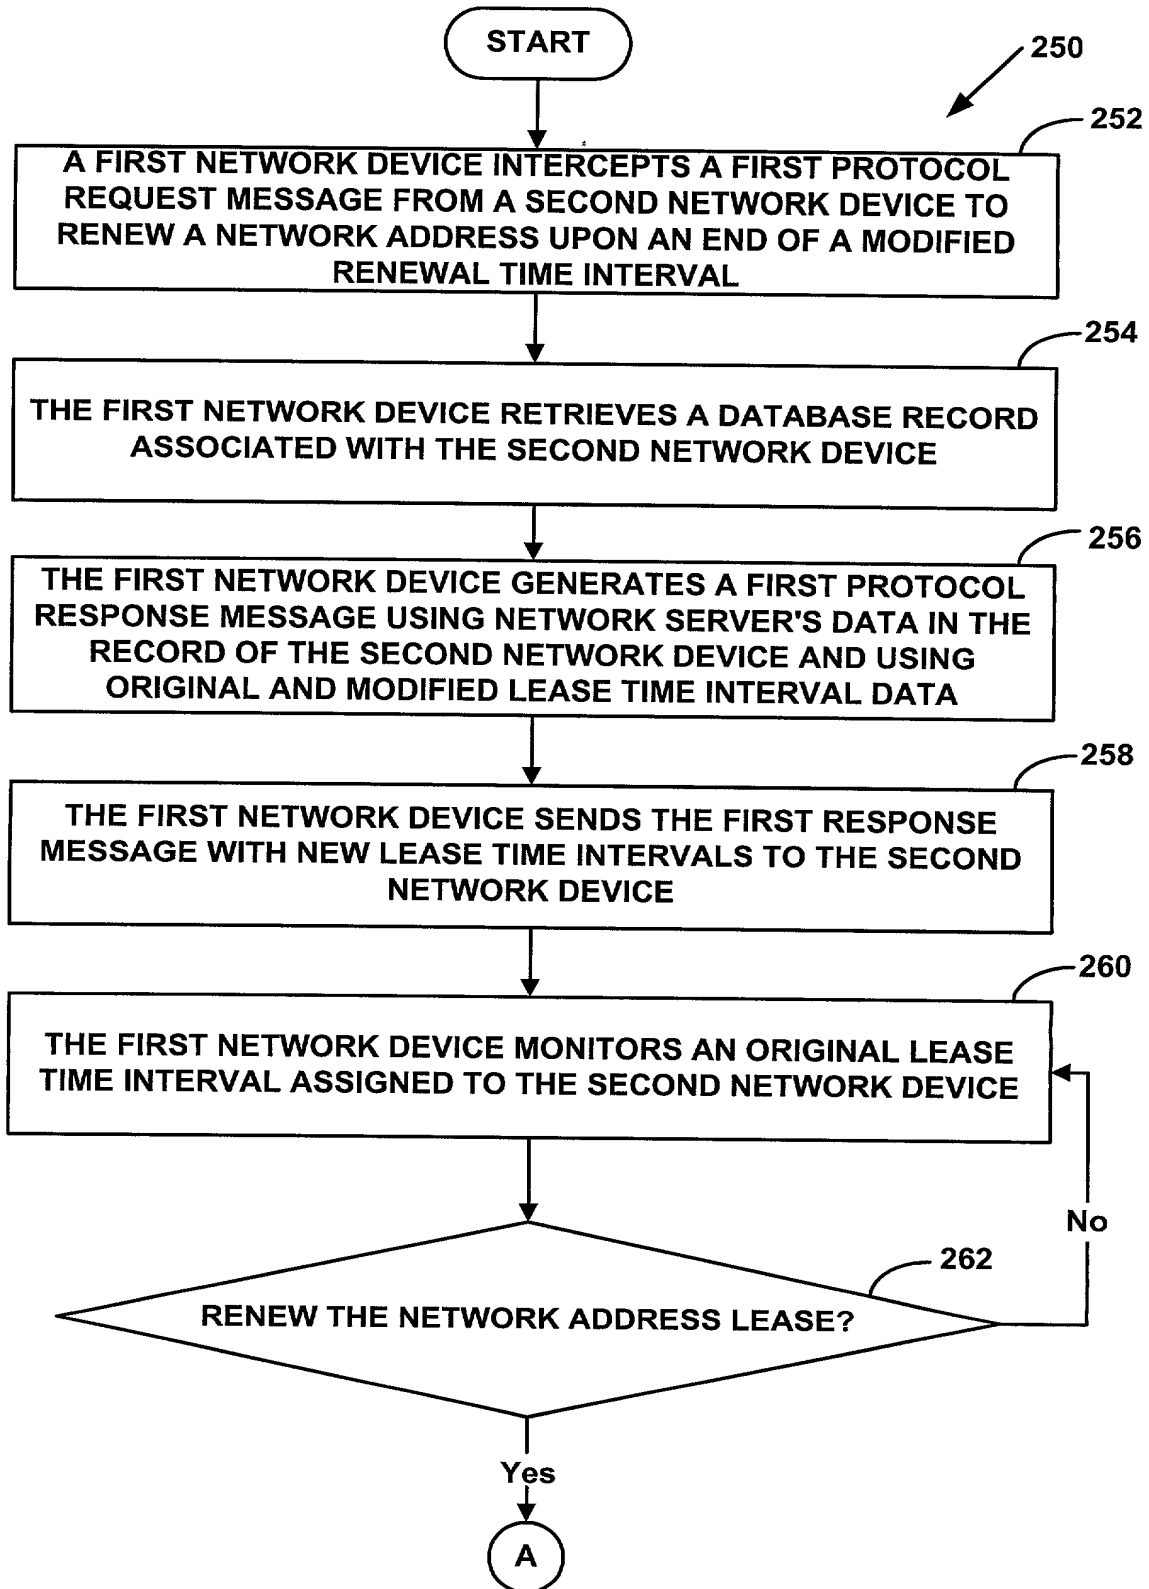 START
250
252
A FIRST NETWORK DEVICE INTERCEPTS A FIRST PROTOCOL
REQUEST MESSAGE FROM A SECOND NETWORK DEVICE TO
RENEW A NETWORK ADDRESS UPON AN END OF A MODIFIED
RENEWAL TIME INTERVAL
254
THE FIRST NETWORK DEVICE RETRIEVES A DATABASE RECORD
ASSOCIATED WITH THE SECOND NETWORK DEVICE
256
THE FIRST NETWORK DEVICE GENERATES A FIRST PROTOCOL
RESPONSE MESSAGE USING NETWORK SERVER'S DATA IN THE
RECORD OF THE SECOND NETWORK DEVICE AND USING
ORIGINAL AND MODIFIED LEASE TIME INTERVAL DATA
258
THE FIRST NETWORK DEVICE SENDS THE FIRST RESPONSE
MESSAGE WITH NEW LEASE TIME INTERVALS TO THE SECOND
NETWORK DEVICE
260
THE FIRST NETWORK DEVICE MONITORS AN ORIGINAL LEASE
TIME INTERVAL ASSIGNED TO THE SECOND NETWORK DEVICE
No
262
RENEW THE NETWORK ADDRESS LEASE?
Yes
A